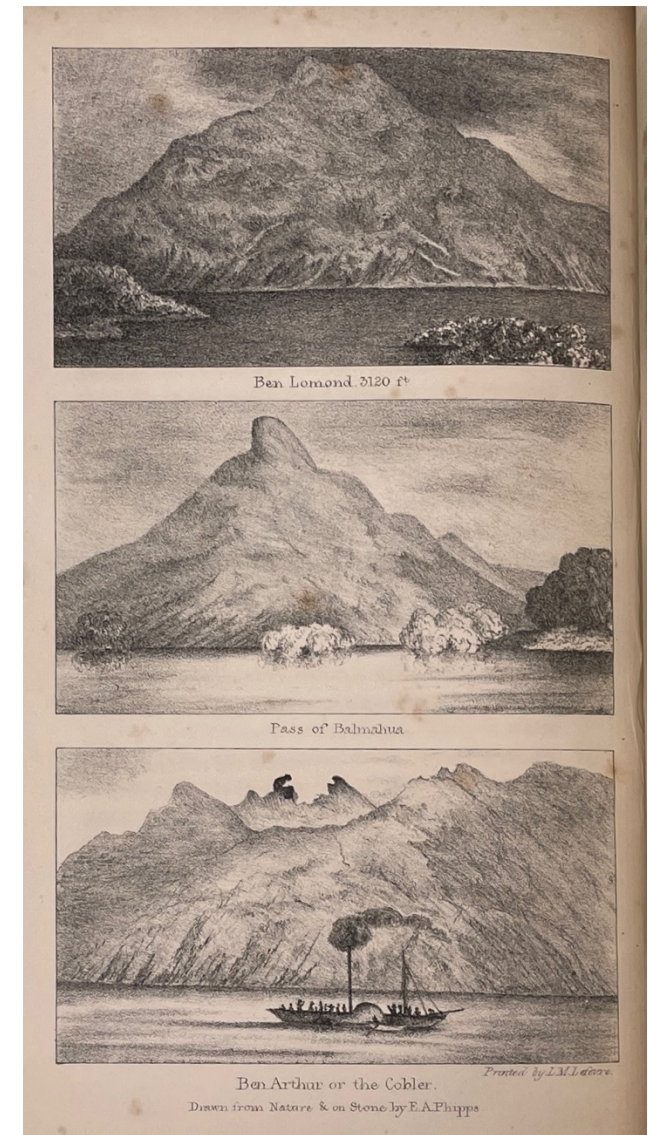 Ben Lomond. 3120 ft
Pass of Balmahua
Printed by L.M. Lefevre.
Ben Arthur or the Cobler.
Drawn from Nature & on Stone by E.A. Phipps